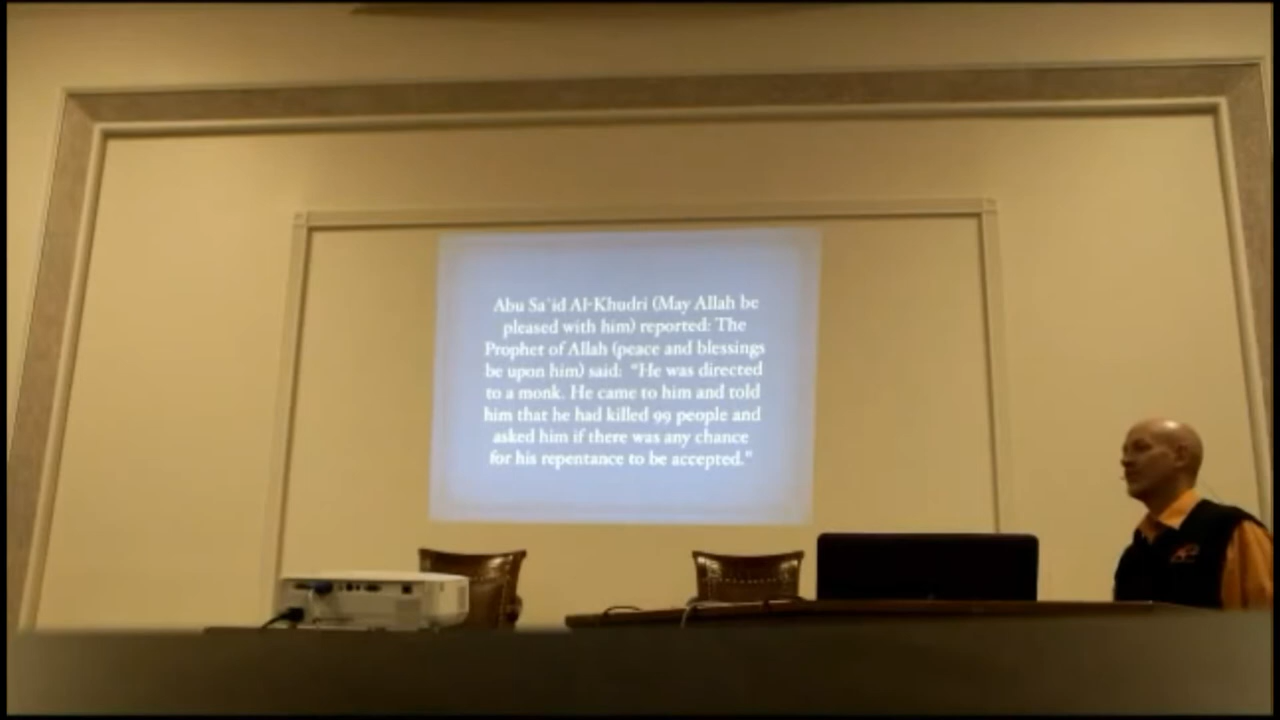 Abu Sa`id Al-Khudri (May Allah be
pleased with him) reported: The
Prophet of Allah (peace and blessings
be upon him) said: "He was directed
to a monk. He came to him and told
him that he had killed 99 people and
asked him if there was any chance
for his repentance to be accepted."